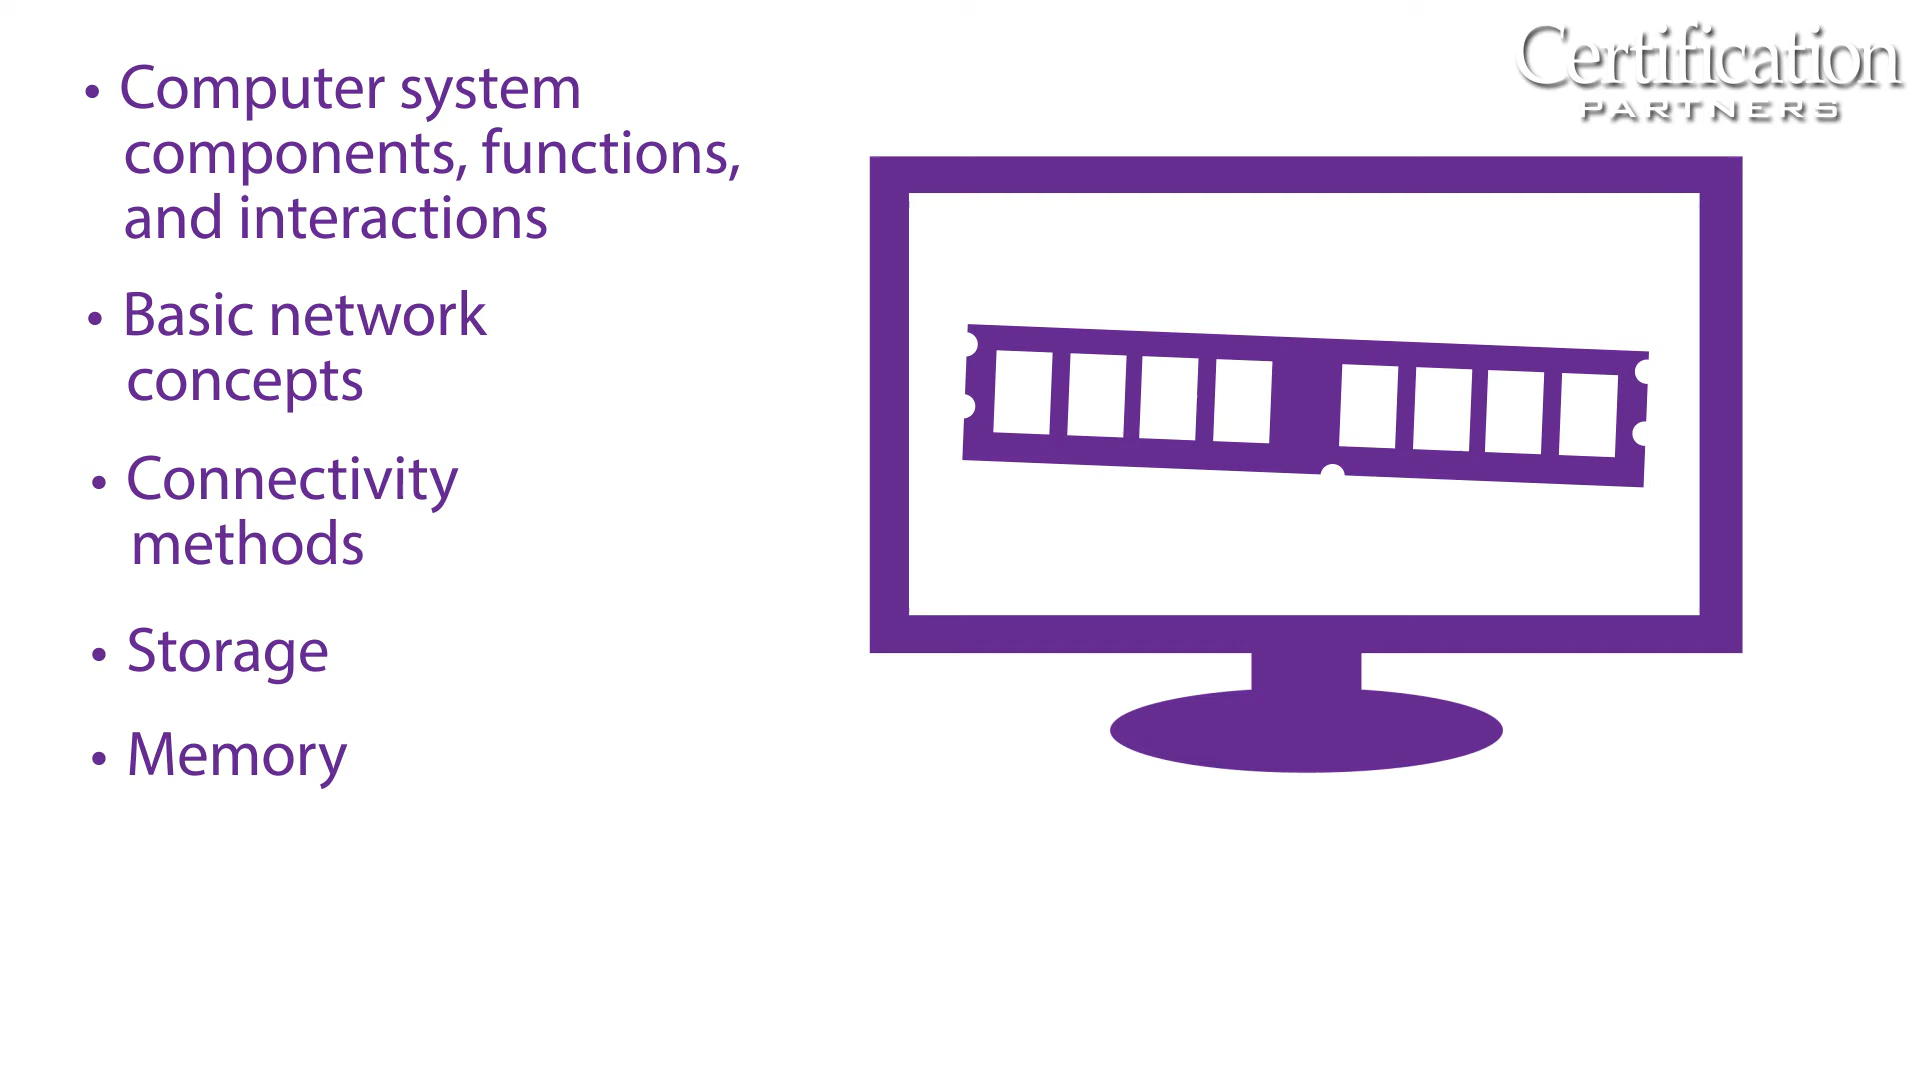 Certification
PARTNERS
• Computer system
components, functions,
and interactions
• Basic network
concepts
• Connectivity
methods
• Storage
• Memory